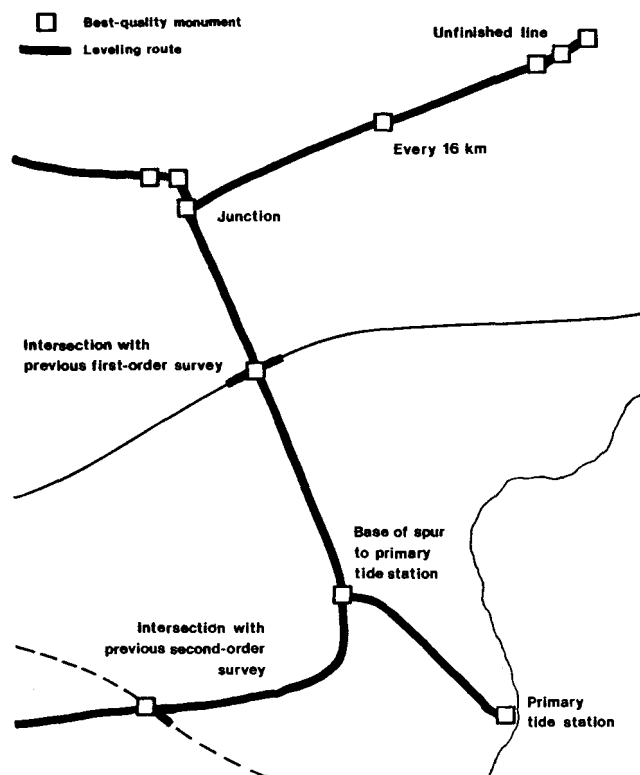 Best-quality monument
Leveling route
Unfinished line
Every 16 km
Junction
Intersection with
previous first-order survey
Base of spur
to primary
tide station
Intersection with
previous second-order
survey
Primary
tide station